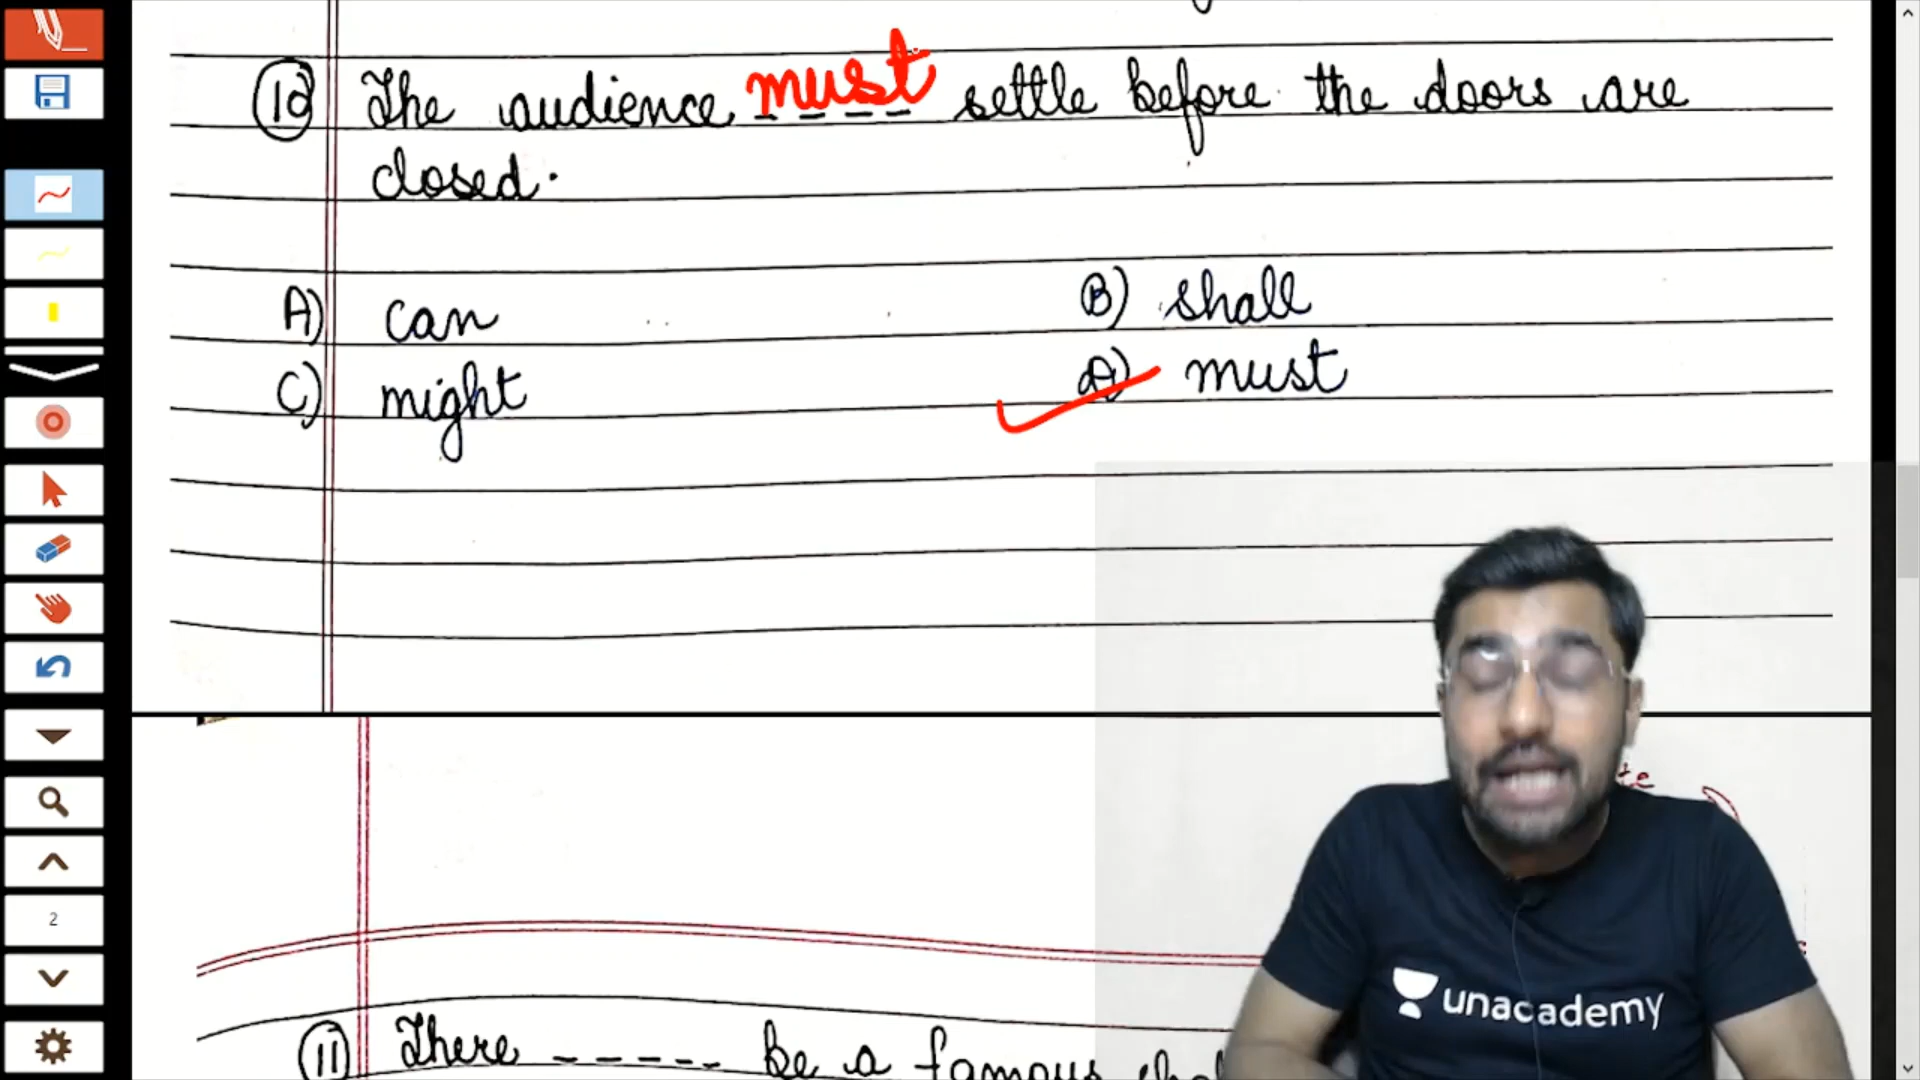 10 The audience must settle before the doors are
closed.
A) can
B) shall
C) might
D) must
2
unacademy
11 There ----- be a famous